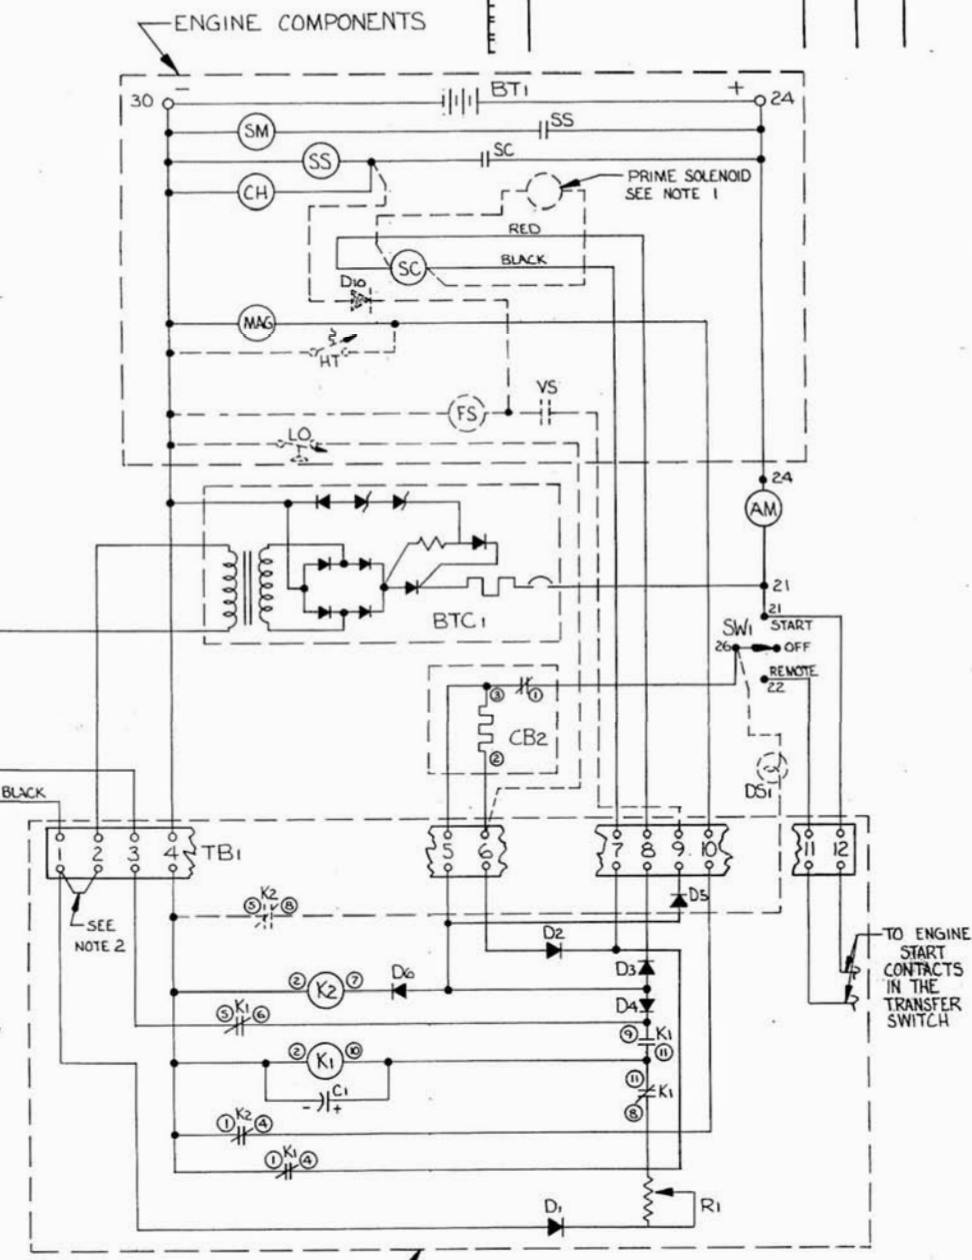 ENGINE COMPONENTS
30 - BT1 + 24
SM SS
SS SC
CH
PRIME SOLENOID
SEE NOTE 1
RED
SC BLACK
D10
MAG
HT
VS
FS
LO
24
AM
21
BTC1
21
START
SW1
26 OFF
REMOTE
22
3 1
CB2
2
DS1
BLACK
1 2 3 4 TB1 5 6 7 8 9 10 11 12
K2
5 8
D5
SEE
NOTE 2
D2
TO ENGINE
START
CONTACTS
IN THE
TRANSFER
SWITCH
D3
2 K2 7 D6
D4
K1
5 6
9 K1
11
2 K1 10
11
K1
8
C1
- +
K2
1 4
K1
1 4
R1
D1